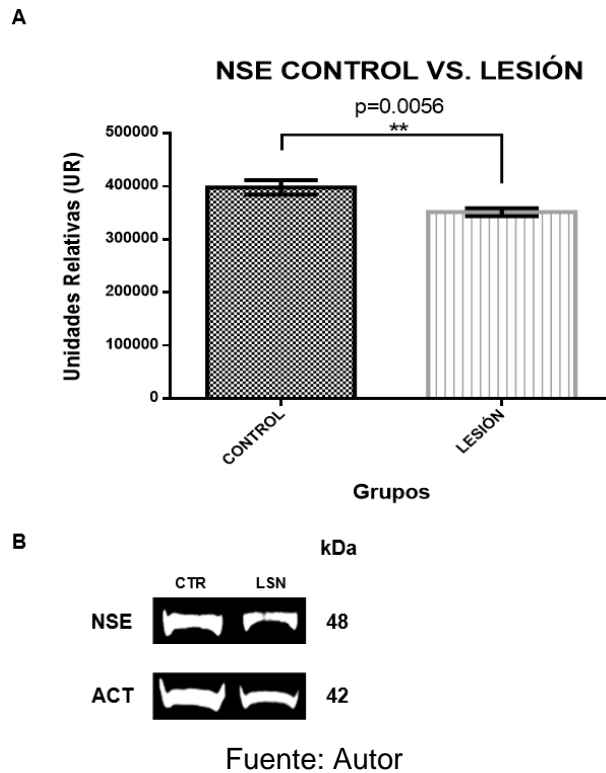 A
NSE CONTROL VS. LESIÓN
p=0.0056
**
Unidades Relativas (UR)
500000
400000
300000
200000
100000
0
CONTROL
LESIÓN
Grupos
B
kDa
CTR LSN
NSE 48
ACT 42
Fuente: Autor